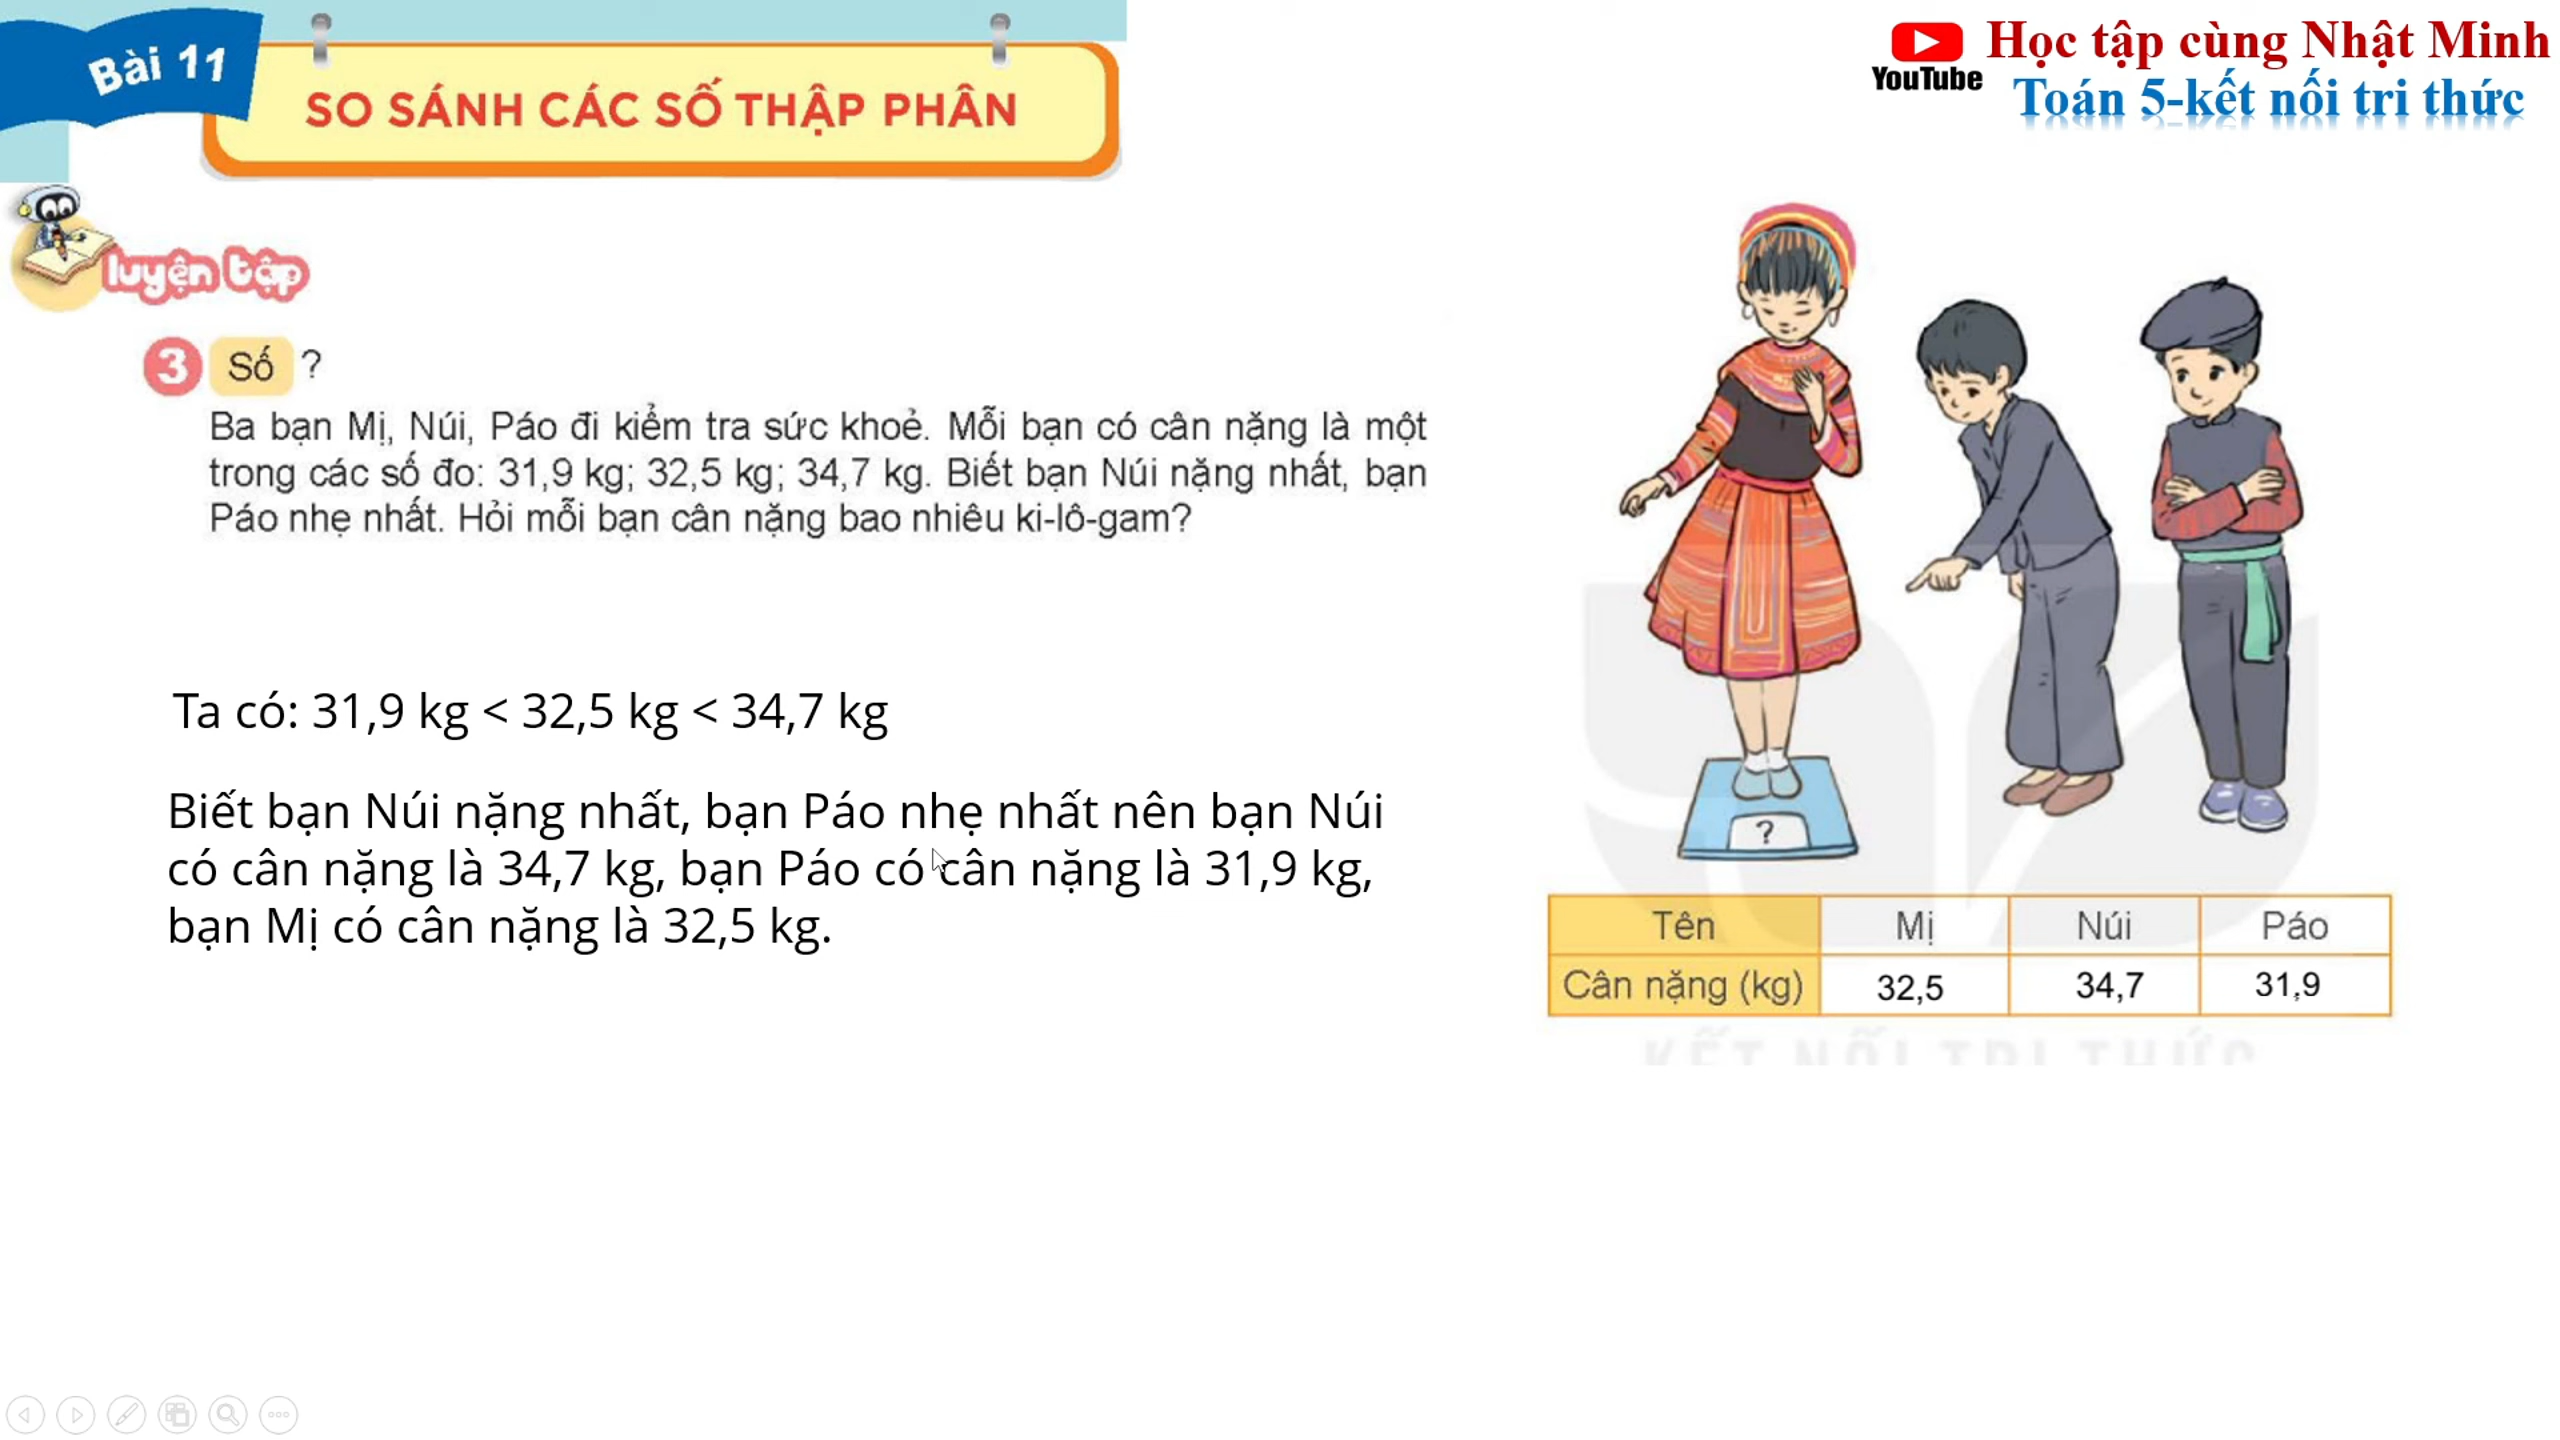 Bài 11
SO SÁNH CÁC SỐ THẬP PHÂN
YouTube
Học tập cùng Nhật Minh
Toán 5-kết nối tri thức
luyện tập
3 Số ?
Ba bạn Mị, Núi, Páo đi kiểm tra sức khoẻ. Mỗi bạn có cân nặng là một
trong các số đo: 31,9 kg; 32,5 kg; 34,7 kg. Biết bạn Núi nặng nhất, bạn
Páo nhẹ nhất. Hỏi mỗi bạn cân nặng bao nhiêu ki-lô-gam?
Ta có: 31,9 kg < 32,5 kg < 34,7 kg
Biết bạn Núi nặng nhất, bạn Páo nhẹ nhất nên bạn Núi
có cân nặng là 34,7 kg, bạn Páo có cân nặng là 31,9 kg,
bạn Mị có cân nặng là 32,5 kg.
?
Tên Mị Núi Páo
Cân nặng (kg) 32,5 34,7 31,9
KẾT NỐI TRI THỨC